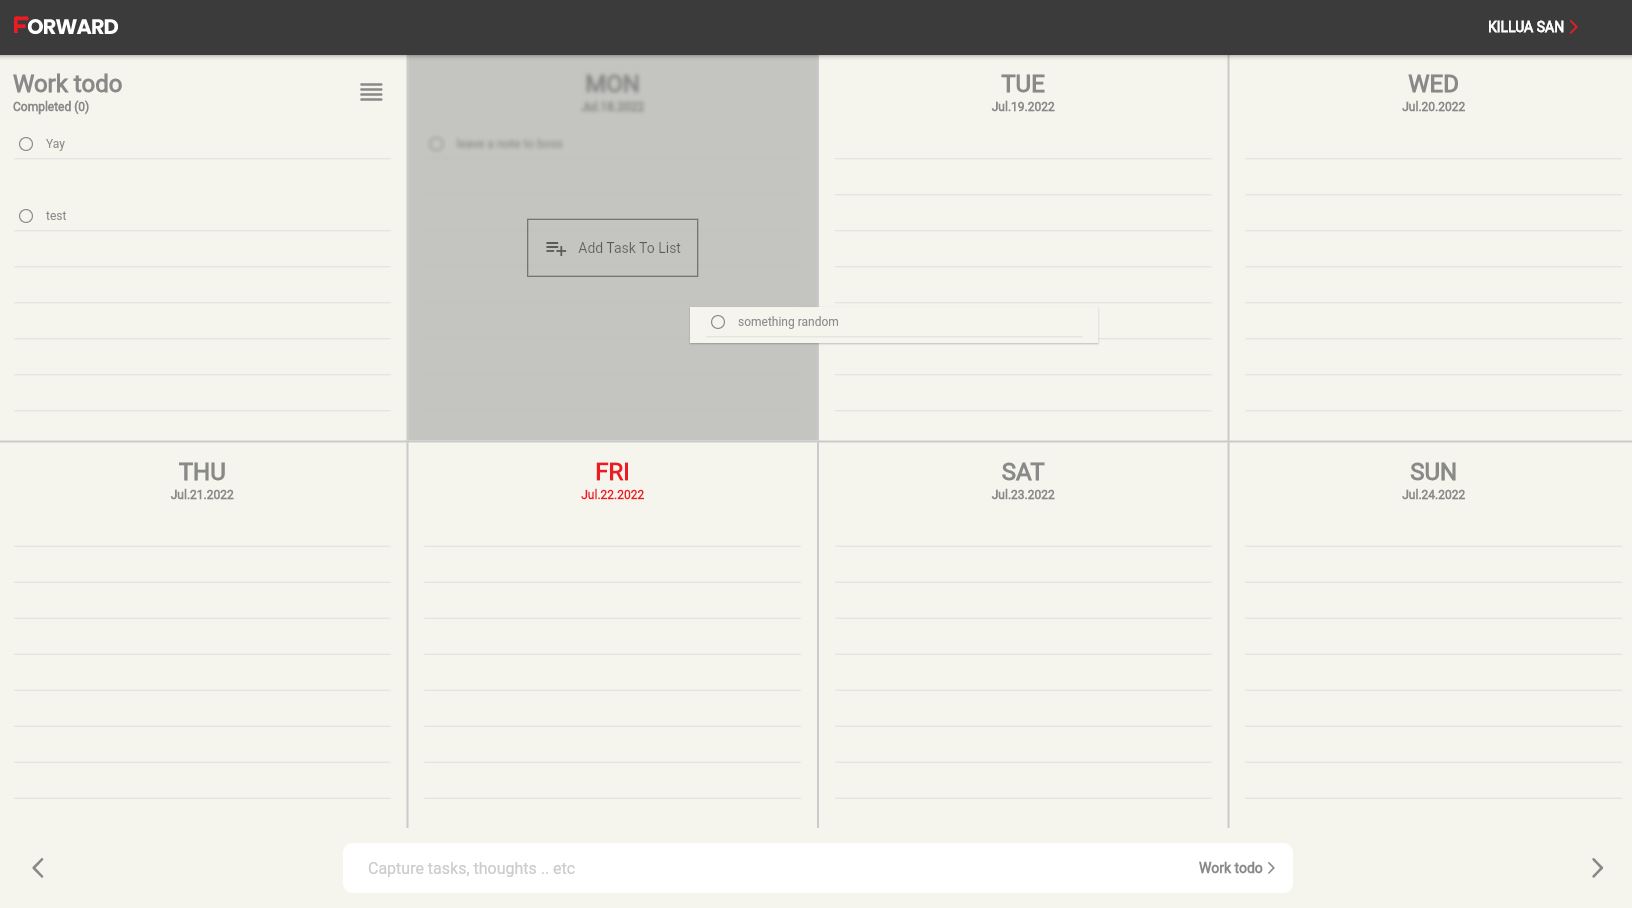 FORWARD
KILLUA SAN
Work todo
Completed (0)
Yay
test
MON
Jul.18.2022
leave a note to boss
Add Task To List
something random
TUE
Jul.19.2022
WED
Jul.20.2022
THU
Jul.21.2022
FRI
Jul.22.2022
SAT
Jul.23.2022
SUN
Jul.24.2022
Capture tasks, thoughts .. etc
Work todo